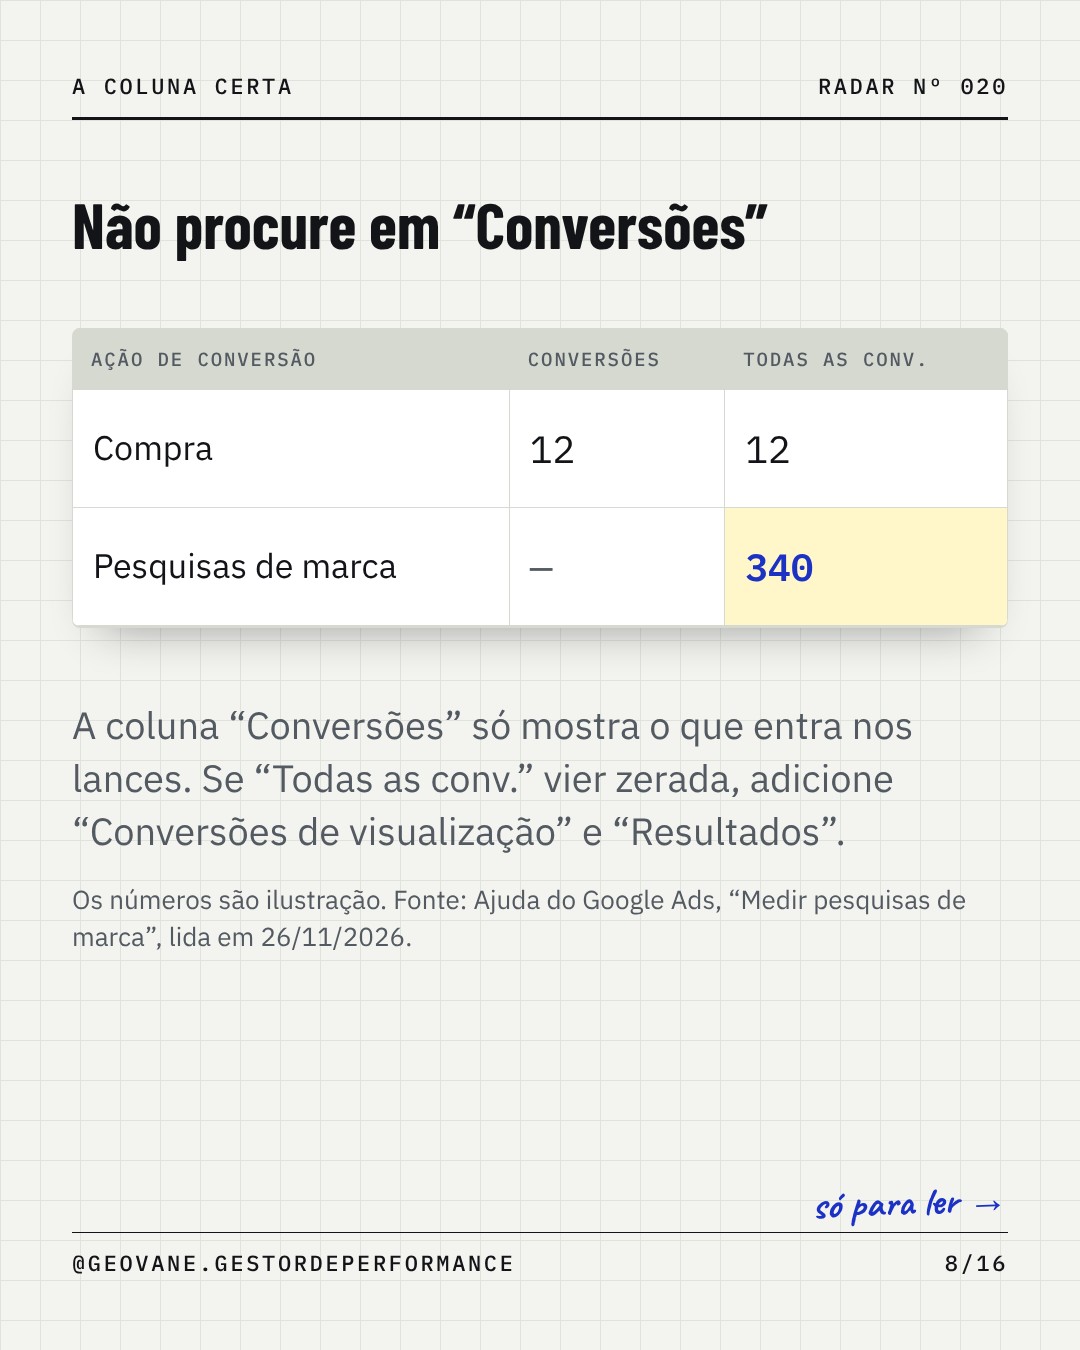 A COLUNA CERTA
RADAR Nº 020
Não procure em “Conversões”
AÇÃO DE CONVERSÃO CONVERSÕES TODAS AS CONV.
Compra 12 12
Pesquisas de marca — 340
A coluna “Conversões” só mostra o que entra nos
lances. Se “Todas as conv.” vier zerada, adicione
“Conversões de visualização” e “Resultados”.
Os números são ilustração. Fonte: Ajuda do Google Ads, “Medir pesquisas de
marca”, lida em 26/11/2026.
só para ler →
@GEOVANE.GESTORDEPERFORMANCE
8/16